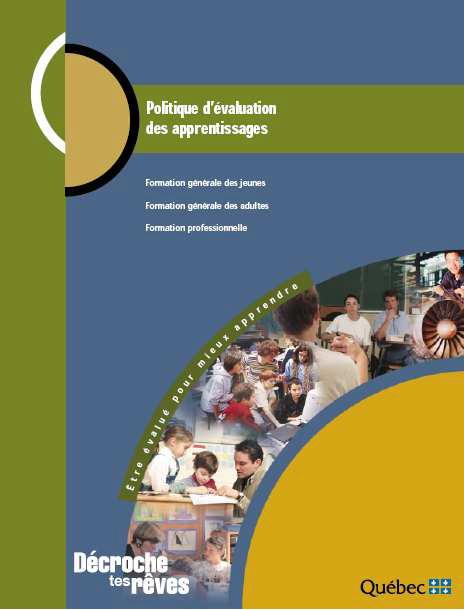 Politique d'évaluation
des apprentissages
Formation générale des jeunes
Formation générale des adultes
Formation professionnelle
Être évalué pour mieux apprendre
Décroche
tes rêves
Québec